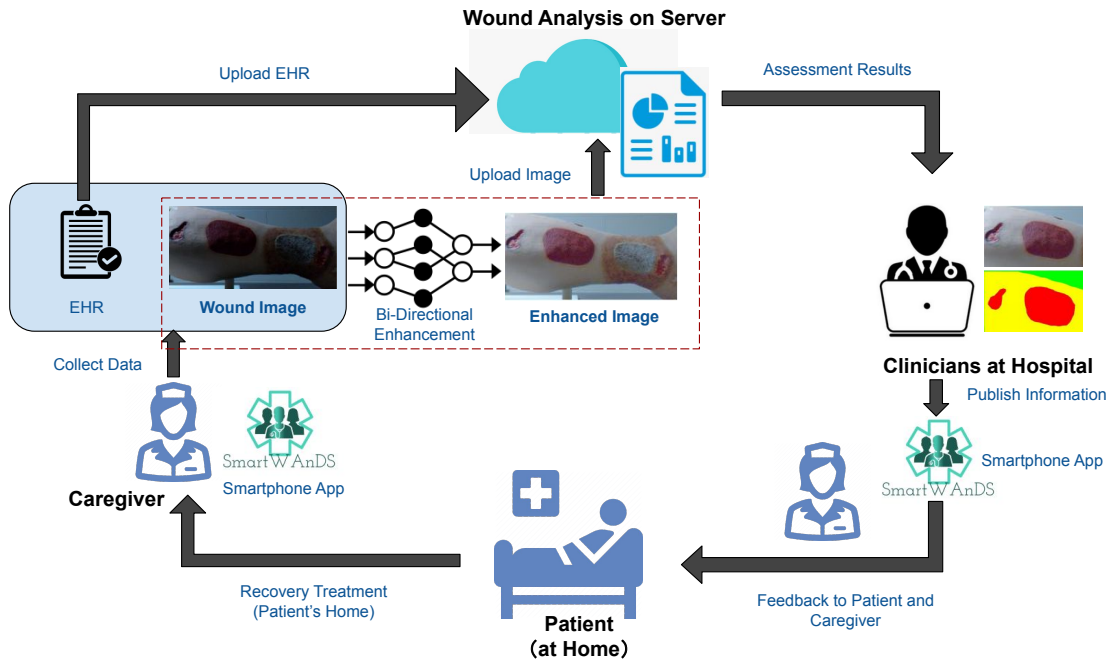 Wound Analysis on Server
Upload EHR
Assessment Results
Upload Image
EHR
Wound Image
Bi-Directional
Enhancement
Enhanced Image
Collect Data
Clinicians at Hospital
Publish Information
SmartWAnDS
Smartphone App
Caregiver
SmartWAnDS
Smartphone App
Recovery Treatment
(Patient's Home)
Patient
(at Home)
Feedback to Patient and
Caregiver